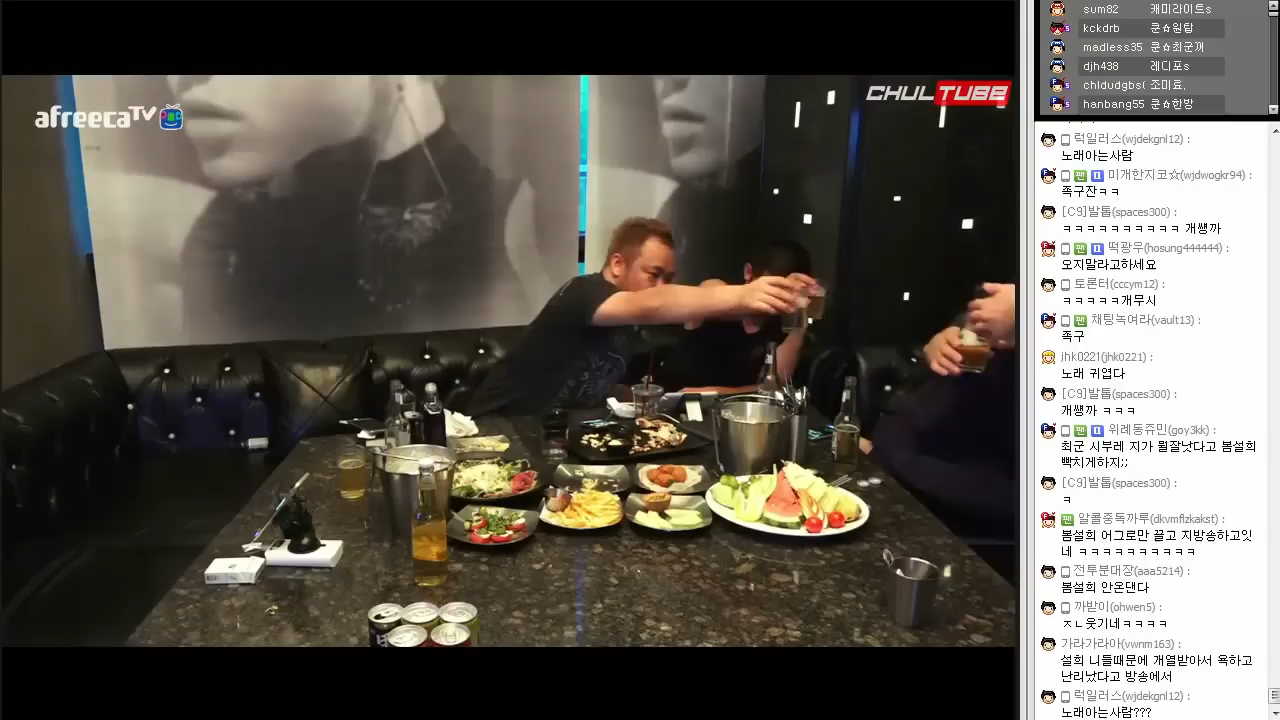 afreecaTV
CHULTUBE
sum82 캐미라이트s
kckdrb 쿤☆원탑
madless35 쿤☆최군깨
djh438 레디포s
chldudgbs( 조미료,
hanbang55 쿤☆한방
럭일러스(wjdekgnl12) :
노래아는사람
팬 미개한지코☆(wjdwogkr94) :
족구잔ㅋㅋ
[C9]발톱(spaces300) :
ㅋㅋㅋㅋㅋㅋㅋㅋㅋㅋ 개쌩까
팬 떡광우(hosung444444) :
오지말라고하세요
토론터(cccym12) :
ㅋㅋㅋㅋㅋ개무시
팬 채팅녹여라(vault13) :
족구
jhk0221(jhk0221) :
노래 귀엽다
[C9]발톱(spaces300) :
개쌩까 ㅋㅋㅋ
팬 위례동쥬민(goy3kk) :
최군 시부레 지가 뭘잘낫다고 봄설희
빡치게하지;;
[C9]발톱(spaces300) :
ㅋ
팬 알콜중독까루(dkvmflzkakst) :
봄설희 어그로만 끌고 지방송하고잇
네 ㅋㅋㅋㅋㅋㅋㅋㅋㅋㅋ
전투분대장(aaa5214) :
봄설희 안온댄다
까받이(ohwen5) :
ㅈㄴ 웃기네ㅋㅋㅋㅋ
가라가라아(vwnm163) :
설희 니들때문에 개열받아서 욕하고
난리났다고 방송에서
럭일러스(wjdekgnl12) :
노래아는사람???